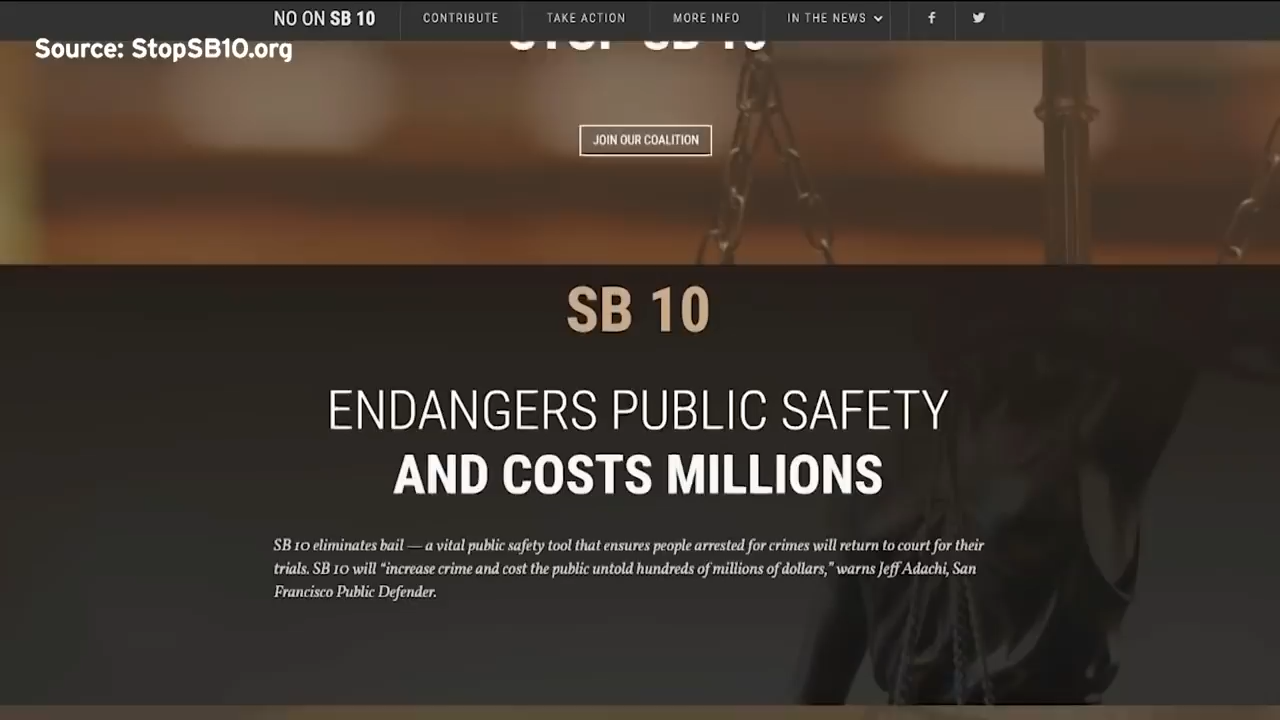 NO ON SB 10 CONTRIBUTE TAKE ACTION MORE INFO IN THE NEWS
Source: StopSB10.org
STOP SB 10
JOIN OUR COALITION
SB 10
ENDANGERS PUBLIC SAFETY
AND COSTS MILLIONS
SB 10 eliminates bail — a vital public safety tool that ensures people arrested for crimes will return to court for their
trials. SB 10 will “increase crime and cost the public untold hundreds of millions of dollars,” warns Jeff Adachi, San
Francisco Public Defender.